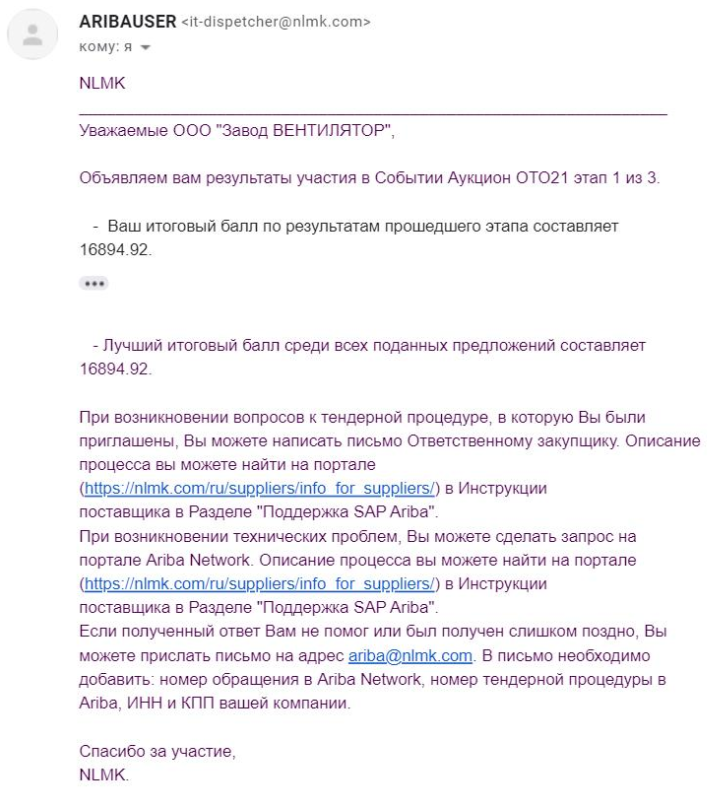 ARIBAUSER <it-dispetcher@nlmk.com>
кому: я
NLMK
Уважаемые ООО "Завод ВЕНТИЛЯТОР",
Объявляем вам результаты участия в Событии Аукцион ОТО21 этап 1 из 3.
- Ваш итоговый балл по результатам прошедшего этапа составляет
16894.92.
- Лучший итоговый балл среди всех поданных предложений составляет
16894.92.
При возникновении вопросов к тендерной процедуре, в которую Вы были
приглашены, Вы можете написать письмо Ответственному закупщику. Описание
процесса вы можете найти на портале
(https://nlmk.com/ru/suppliers/info_for_suppliers/) в Инструкции
поставщика в Разделе "Поддержка SAP Ariba".
При возникновении технических проблем, Вы можете сделать запрос на
портале Ariba Network. Описание процесса вы можете найти на портале
(https://nlmk.com/ru/suppliers/info_for_suppliers/) в Инструкции
поставщика в Разделе "Поддержка SAP Ariba".
Если полученный ответ Вам не помог или был получен слишком поздно, Вы
можете прислать письмо на адрес ariba@nlmk.com. В письмо необходимо
добавить: номер обращения в Ariba Network, номер тендерной процедуры в
Ariba, ИНН и КПП вашей компании.
Спасибо за участие,
NLMK.